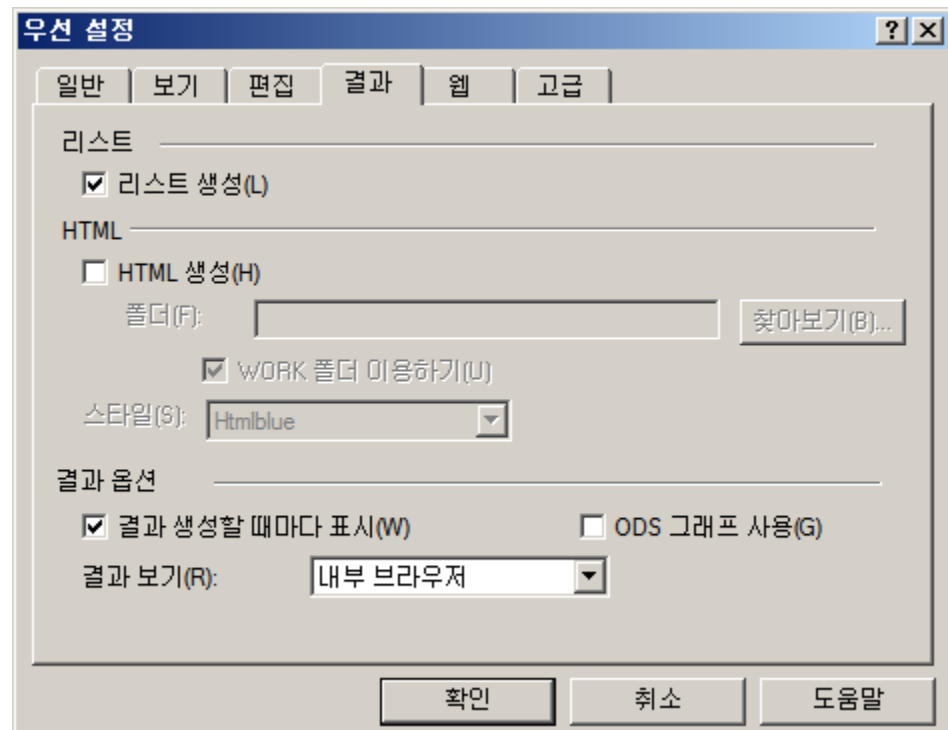 우선 설정
일반 보기 편집 결과 웹 고급
리스트
리스트 생성(L)
HTML
HTML 생성(H)
폴더(F): 찾아보기(B)...
WORK 폴더 이용하기(U)
스타일(S): Htmlblue
결과 옵션
결과 생성할 때마다 표시(W) ODS 그래프 사용(G)
결과 보기(R): 내부 브라우저
확인 취소 도움말